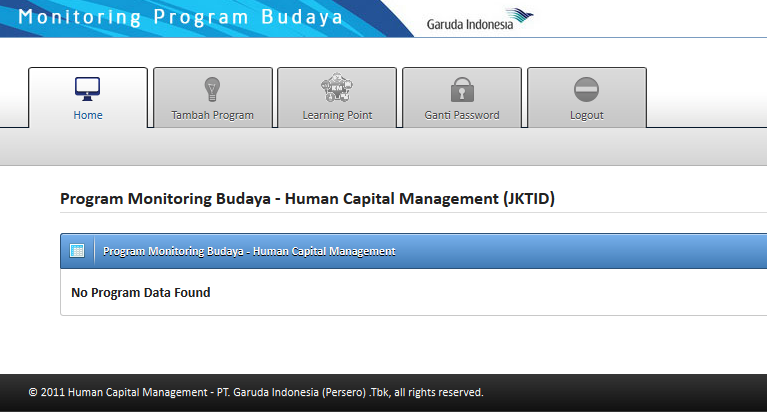 Monitoring Program Budaya
Garuda Indonesia
Home
Tambah Program
Learning Point
Ganti Password
Logout
Program Monitoring Budaya - Human Capital Management (JKTID)
Program Monitoring Budaya - Human Capital Management
No Program Data Found
© 2011 Human Capital Management - PT. Garuda Indonesia (Persero) .Tbk, all rights reserved.